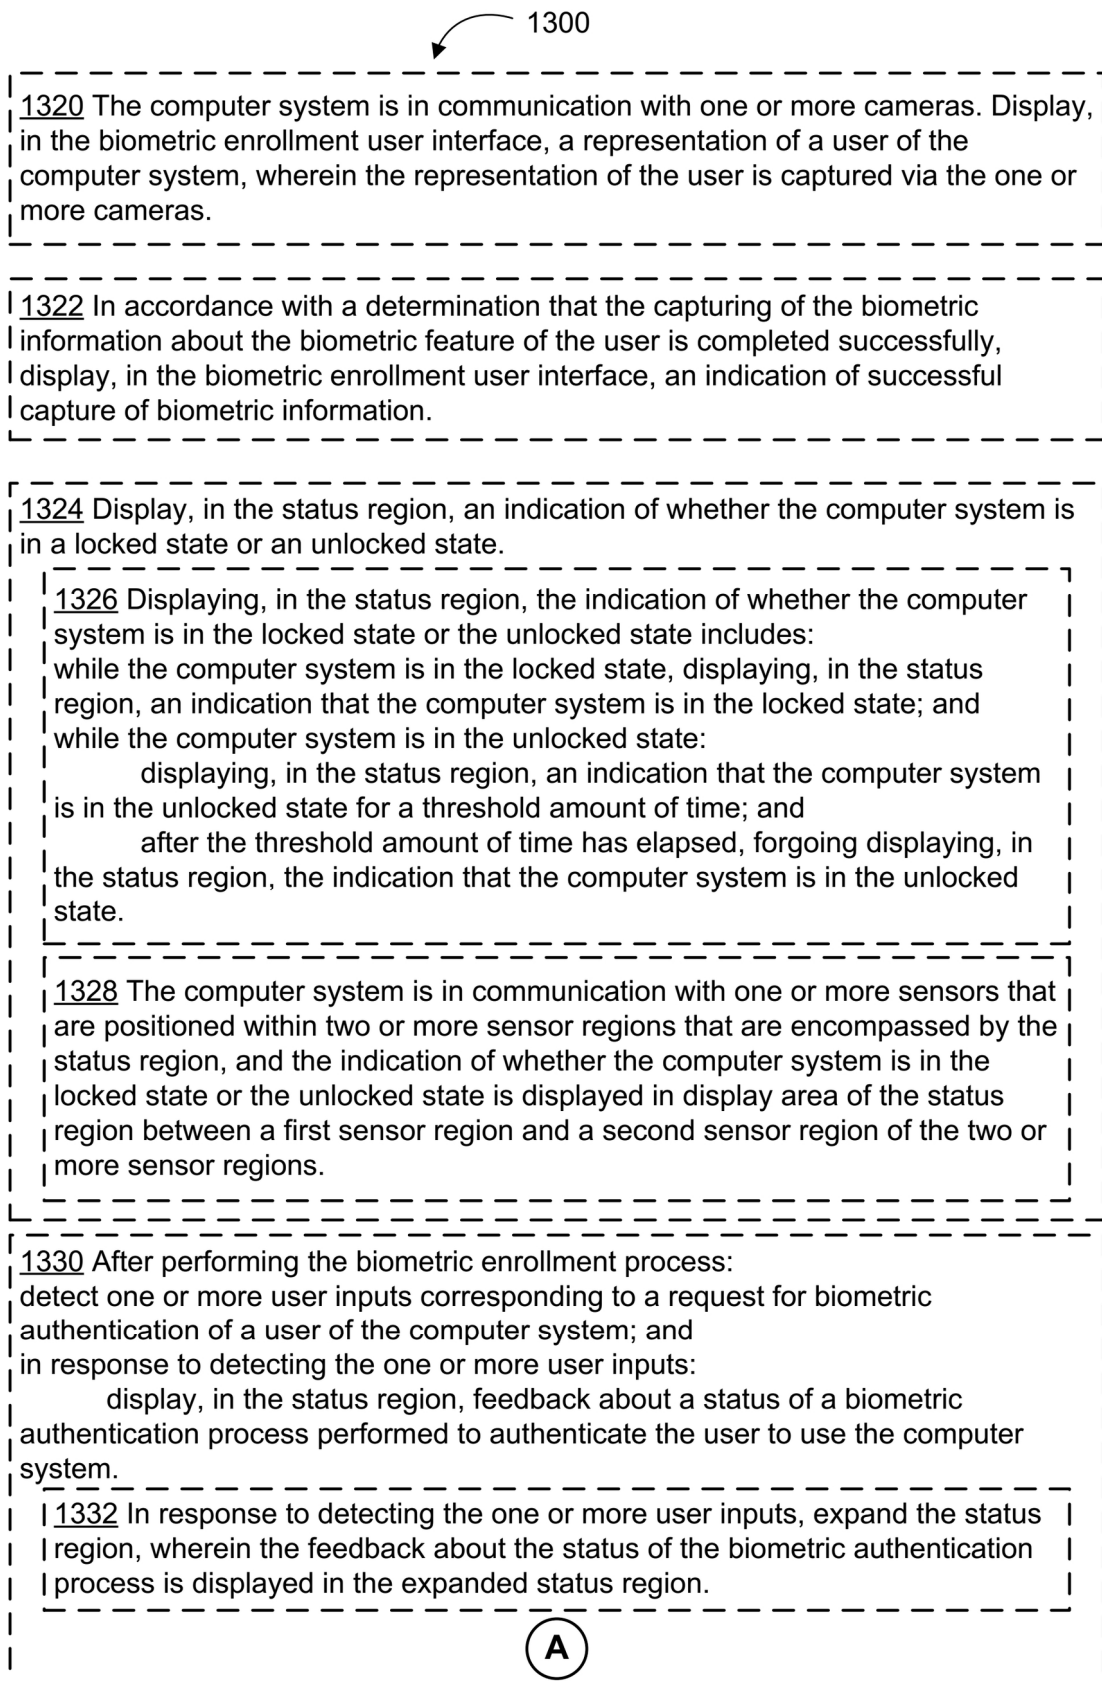 1300
1320 The computer system is in communication with one or more cameras. Display,
in the biometric enrollment user interface, a representation of a user of the
computer system, wherein the representation of the user is captured via the one or
more cameras.
1322 In accordance with a determination that the capturing of the biometric
information about the biometric feature of the user is completed successfully,
display, in the biometric enrollment user interface, an indication of successful
capture of biometric information.
1324 Display, in the status region, an indication of whether the computer system is
in a locked state or an unlocked state.
1326 Displaying, in the status region, the indication of whether the computer
system is in the locked state or the unlocked state includes:
while the computer system is in the locked state, displaying, in the status
region, an indication that the computer system is in the locked state; and
while the computer system is in the unlocked state:
displaying, in the status region, an indication that the computer system
is in the unlocked state for a threshold amount of time; and
after the threshold amount of time has elapsed, forgoing displaying, in
the status region, the indication that the computer system is in the unlocked
state.
1328 The computer system is in communication with one or more sensors that
are positioned within two or more sensor regions that are encompassed by the
status region, and the indication of whether the computer system is in the
locked state or the unlocked state is displayed in display area of the status
region between a first sensor region and a second sensor region of the two or
more sensor regions.
1330 After performing the biometric enrollment process:
detect one or more user inputs corresponding to a request for biometric
authentication of a user of the computer system; and
in response to detecting the one or more user inputs:
display, in the status region, feedback about a status of a biometric
authentication process performed to authenticate the user to use the computer
system.
1332 In response to detecting the one or more user inputs, expand the status
region, wherein the feedback about the status of the biometric authentication
process is displayed in the expanded status region.
A